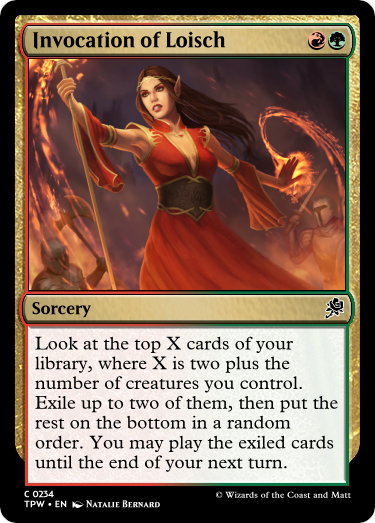 Invocation of Loisch
Sorcery
Look at the top X cards of your
library, where X is two plus the
number of creatures you control.
Exile up to two of them, then put the
rest on the bottom in a random
order. You may play the exiled cards
until the end of your next turn.
C 0234
TPW • EN Natalie Bernard
© Wizards of the Coast and Matt